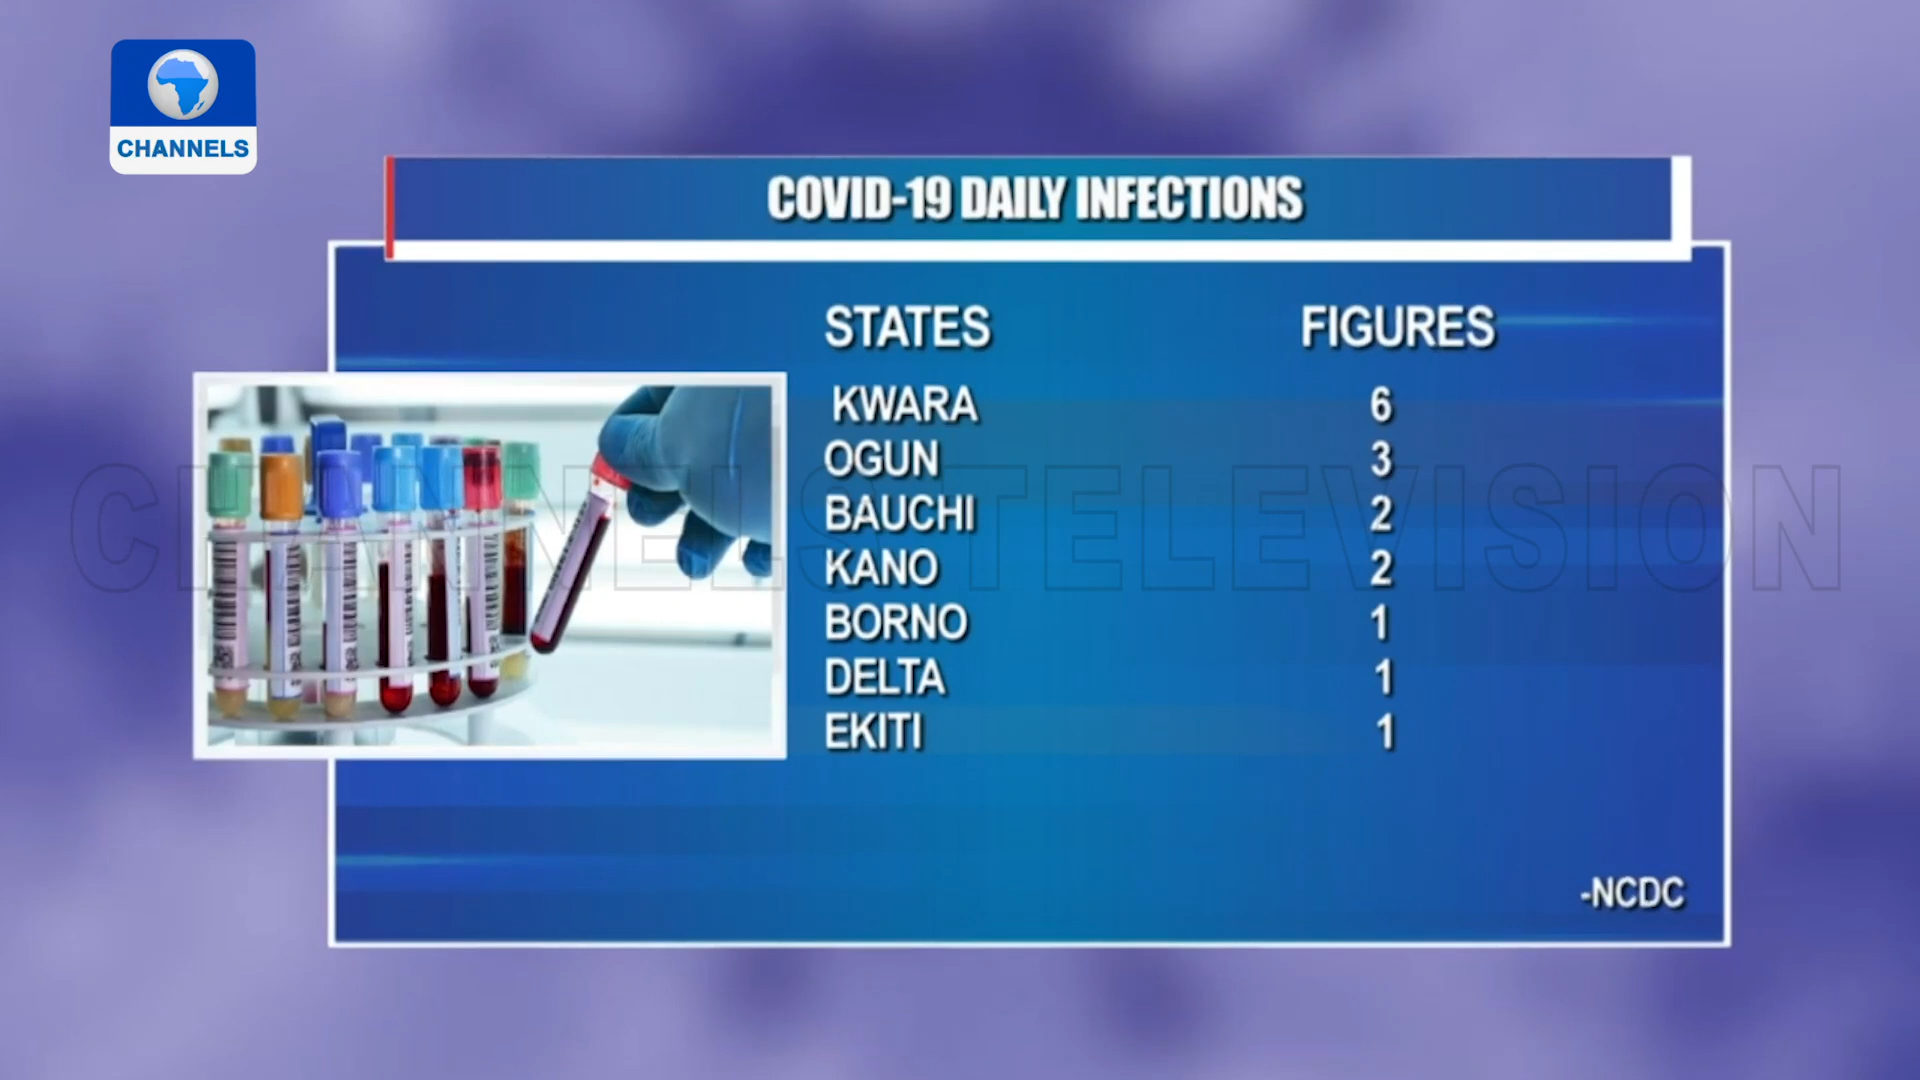 CHANNELS
COVID-19 DAILY INFECTIONS
STATES FIGURES
KWARA 6
OGUN 3
BAUCHI 2
KANO 2
BORNO 1
DELTA 1
EKITI 1
CHANNELS TELEVISION
-NCDC